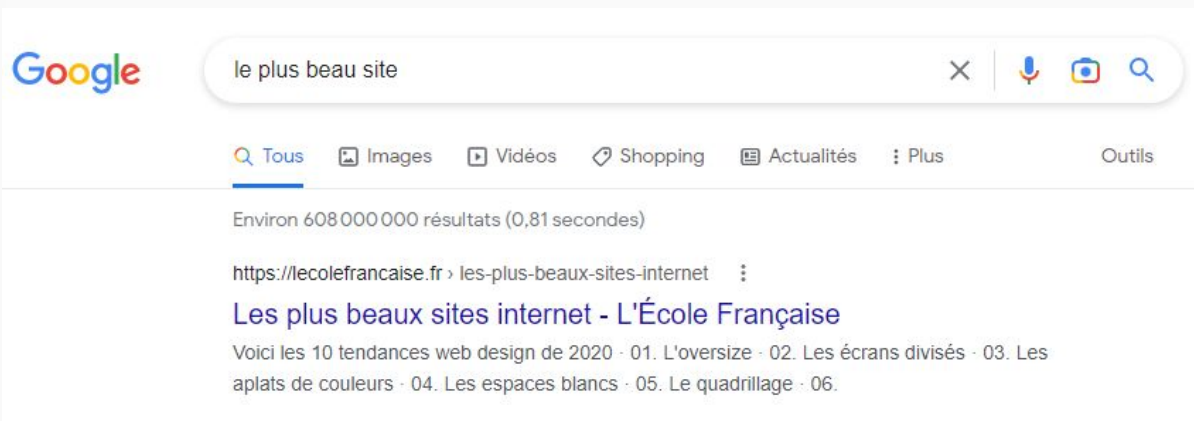 Google
le plus beau site
Tous Images Vidéos Shopping Actualités Plus Outils
Environ 608 000 000 résultats (0,81 secondes)
https://lecolefrancaise.fr › les-plus-beaux-sites-internet
Les plus beaux sites internet - L'École Française
Voici les 10 tendances web design de 2020 · 01. L'oversize · 02. Les écrans divisés · 03. Les
aplats de couleurs · 04. Les espaces blancs · 05. Le quadrillage · 06.